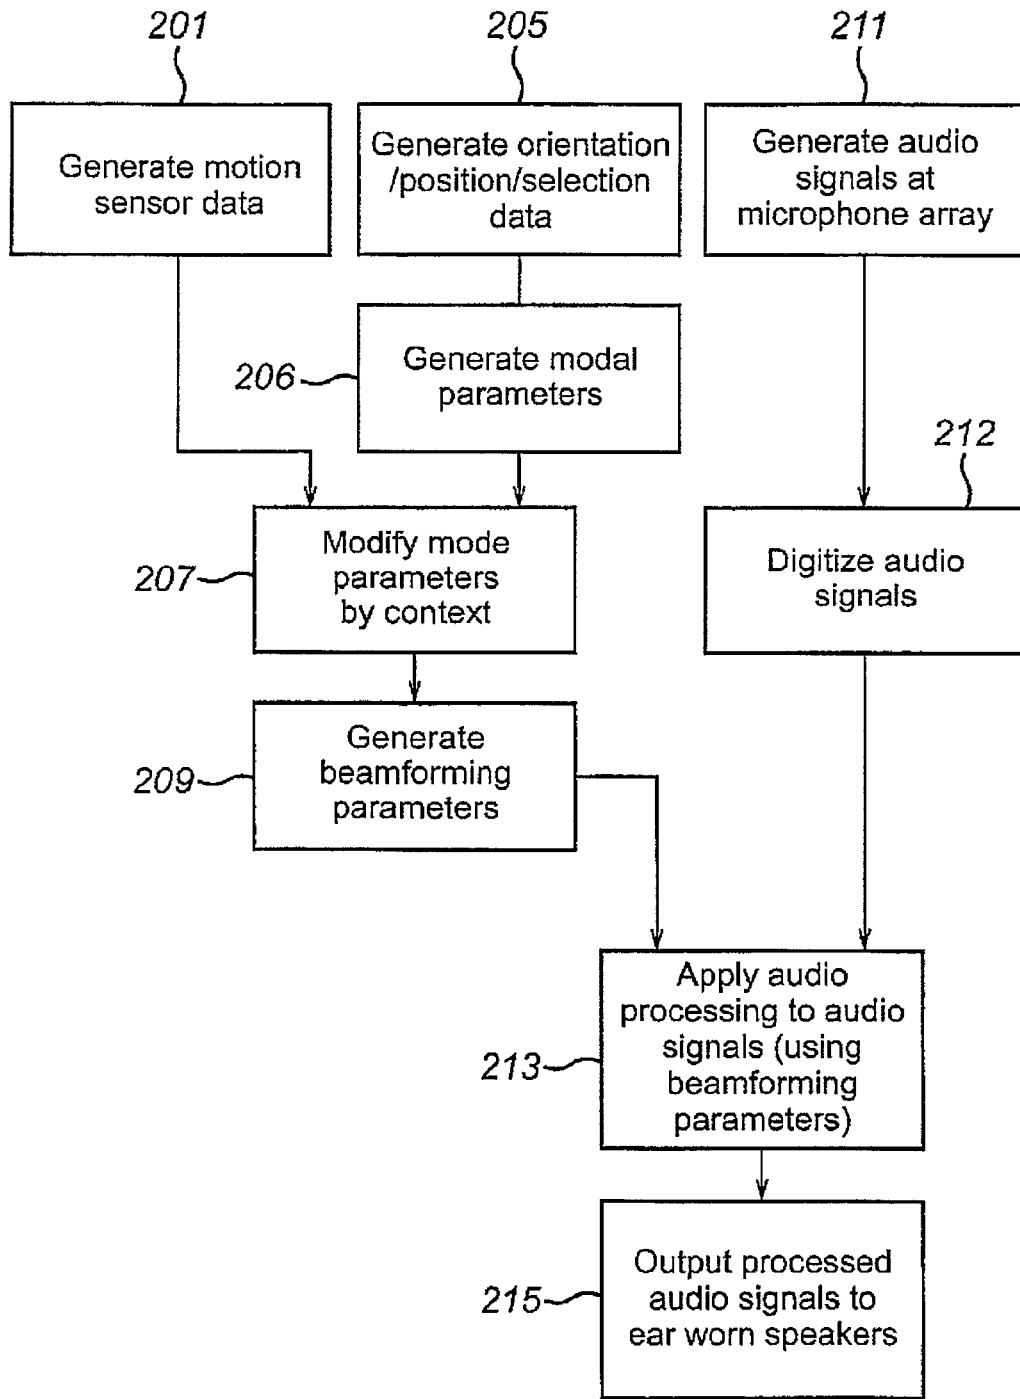 201
205
211
Generate motion
sensor data
Generate orientation
/position/selection
data
Generate audio
signals at
microphone array
206
Generate modal
parameters
212
207
Modify mode
parameters
by context
Digitize audio
signals
209
Generate
beamforming
parameters
213
Apply audio
processing to audio
signals (using
beamforming
parameters)
215
Output processed
audio signals to
ear worn speakers